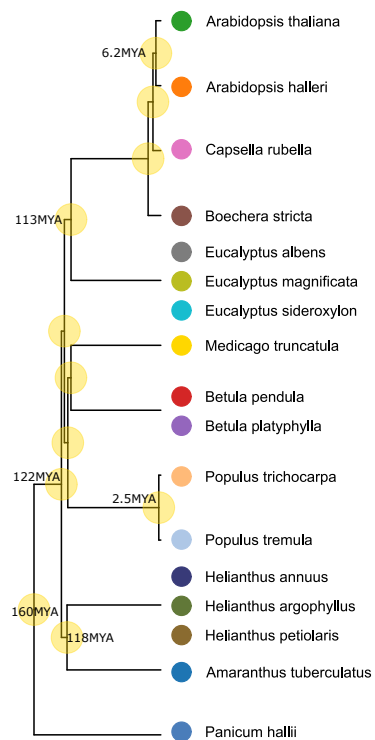 Arabidopsis thaliana
6.2MYA
Arabidopsis halleri
Capsella rubella
Boechera stricta
113MYA
Eucalyptus albens
Eucalyptus magnificata
Eucalyptus sideroxylon
Medicago truncatula
Betula pendula
Betula platyphylla
122MYA
Populus trichocarpa
2.5MYA
Populus tremula
Helianthus annuus
160MYA
Helianthus argophyllus
118MYA
Helianthus petiolaris
Amaranthus tuberculatus
Panicum hallii